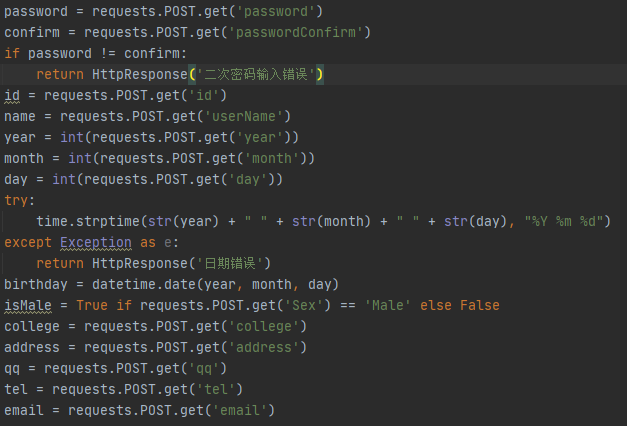 password = requests.POST.get('password')
confirm = requests.POST.get('passwordConfirm')
if password != confirm:
    return HttpResponse('二次密码输入错误')
id = requests.POST.get('id')
name = requests.POST.get('userName')
year = int(requests.POST.get('year'))
month = int(requests.POST.get('month'))
day = int(requests.POST.get('day'))
try:
    time.strptime(str(year) + " " + str(month) + " " + str(day), "%Y %m %d")
except Exception as e:
    return HttpResponse('日期错误')
birthday = datetime.date(year, month, day)
isMale = True if requests.POST.get('Sex') == 'Male' else False
college = requests.POST.get('college')
address = requests.POST.get('address')
qq = requests.POST.get('qq')
tel = requests.POST.get('tel')
email = requests.POST.get('email')